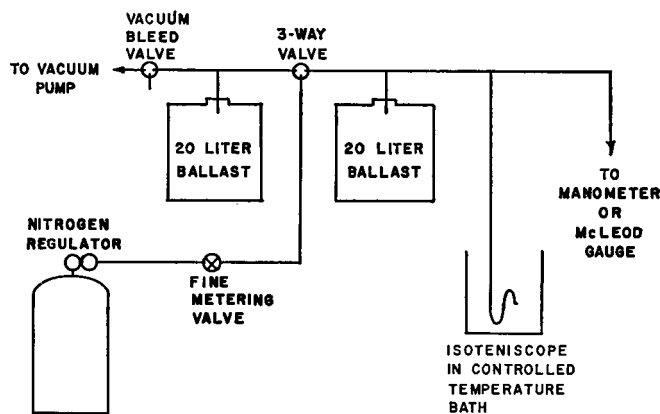 VACUUM
BLEED
VALVE
3-WAY
VALVE
TO VACUUM
PUMP
20 LITER
BALLAST
20 LITER
BALLAST
TO
MANOMETER
OR
McLEOD
GAUGE
NITROGEN
REGULATOR
FINE
METERING
VALVE
ISOTENISCOPE
IN CONTROLLED
TEMPERATURE
BATH